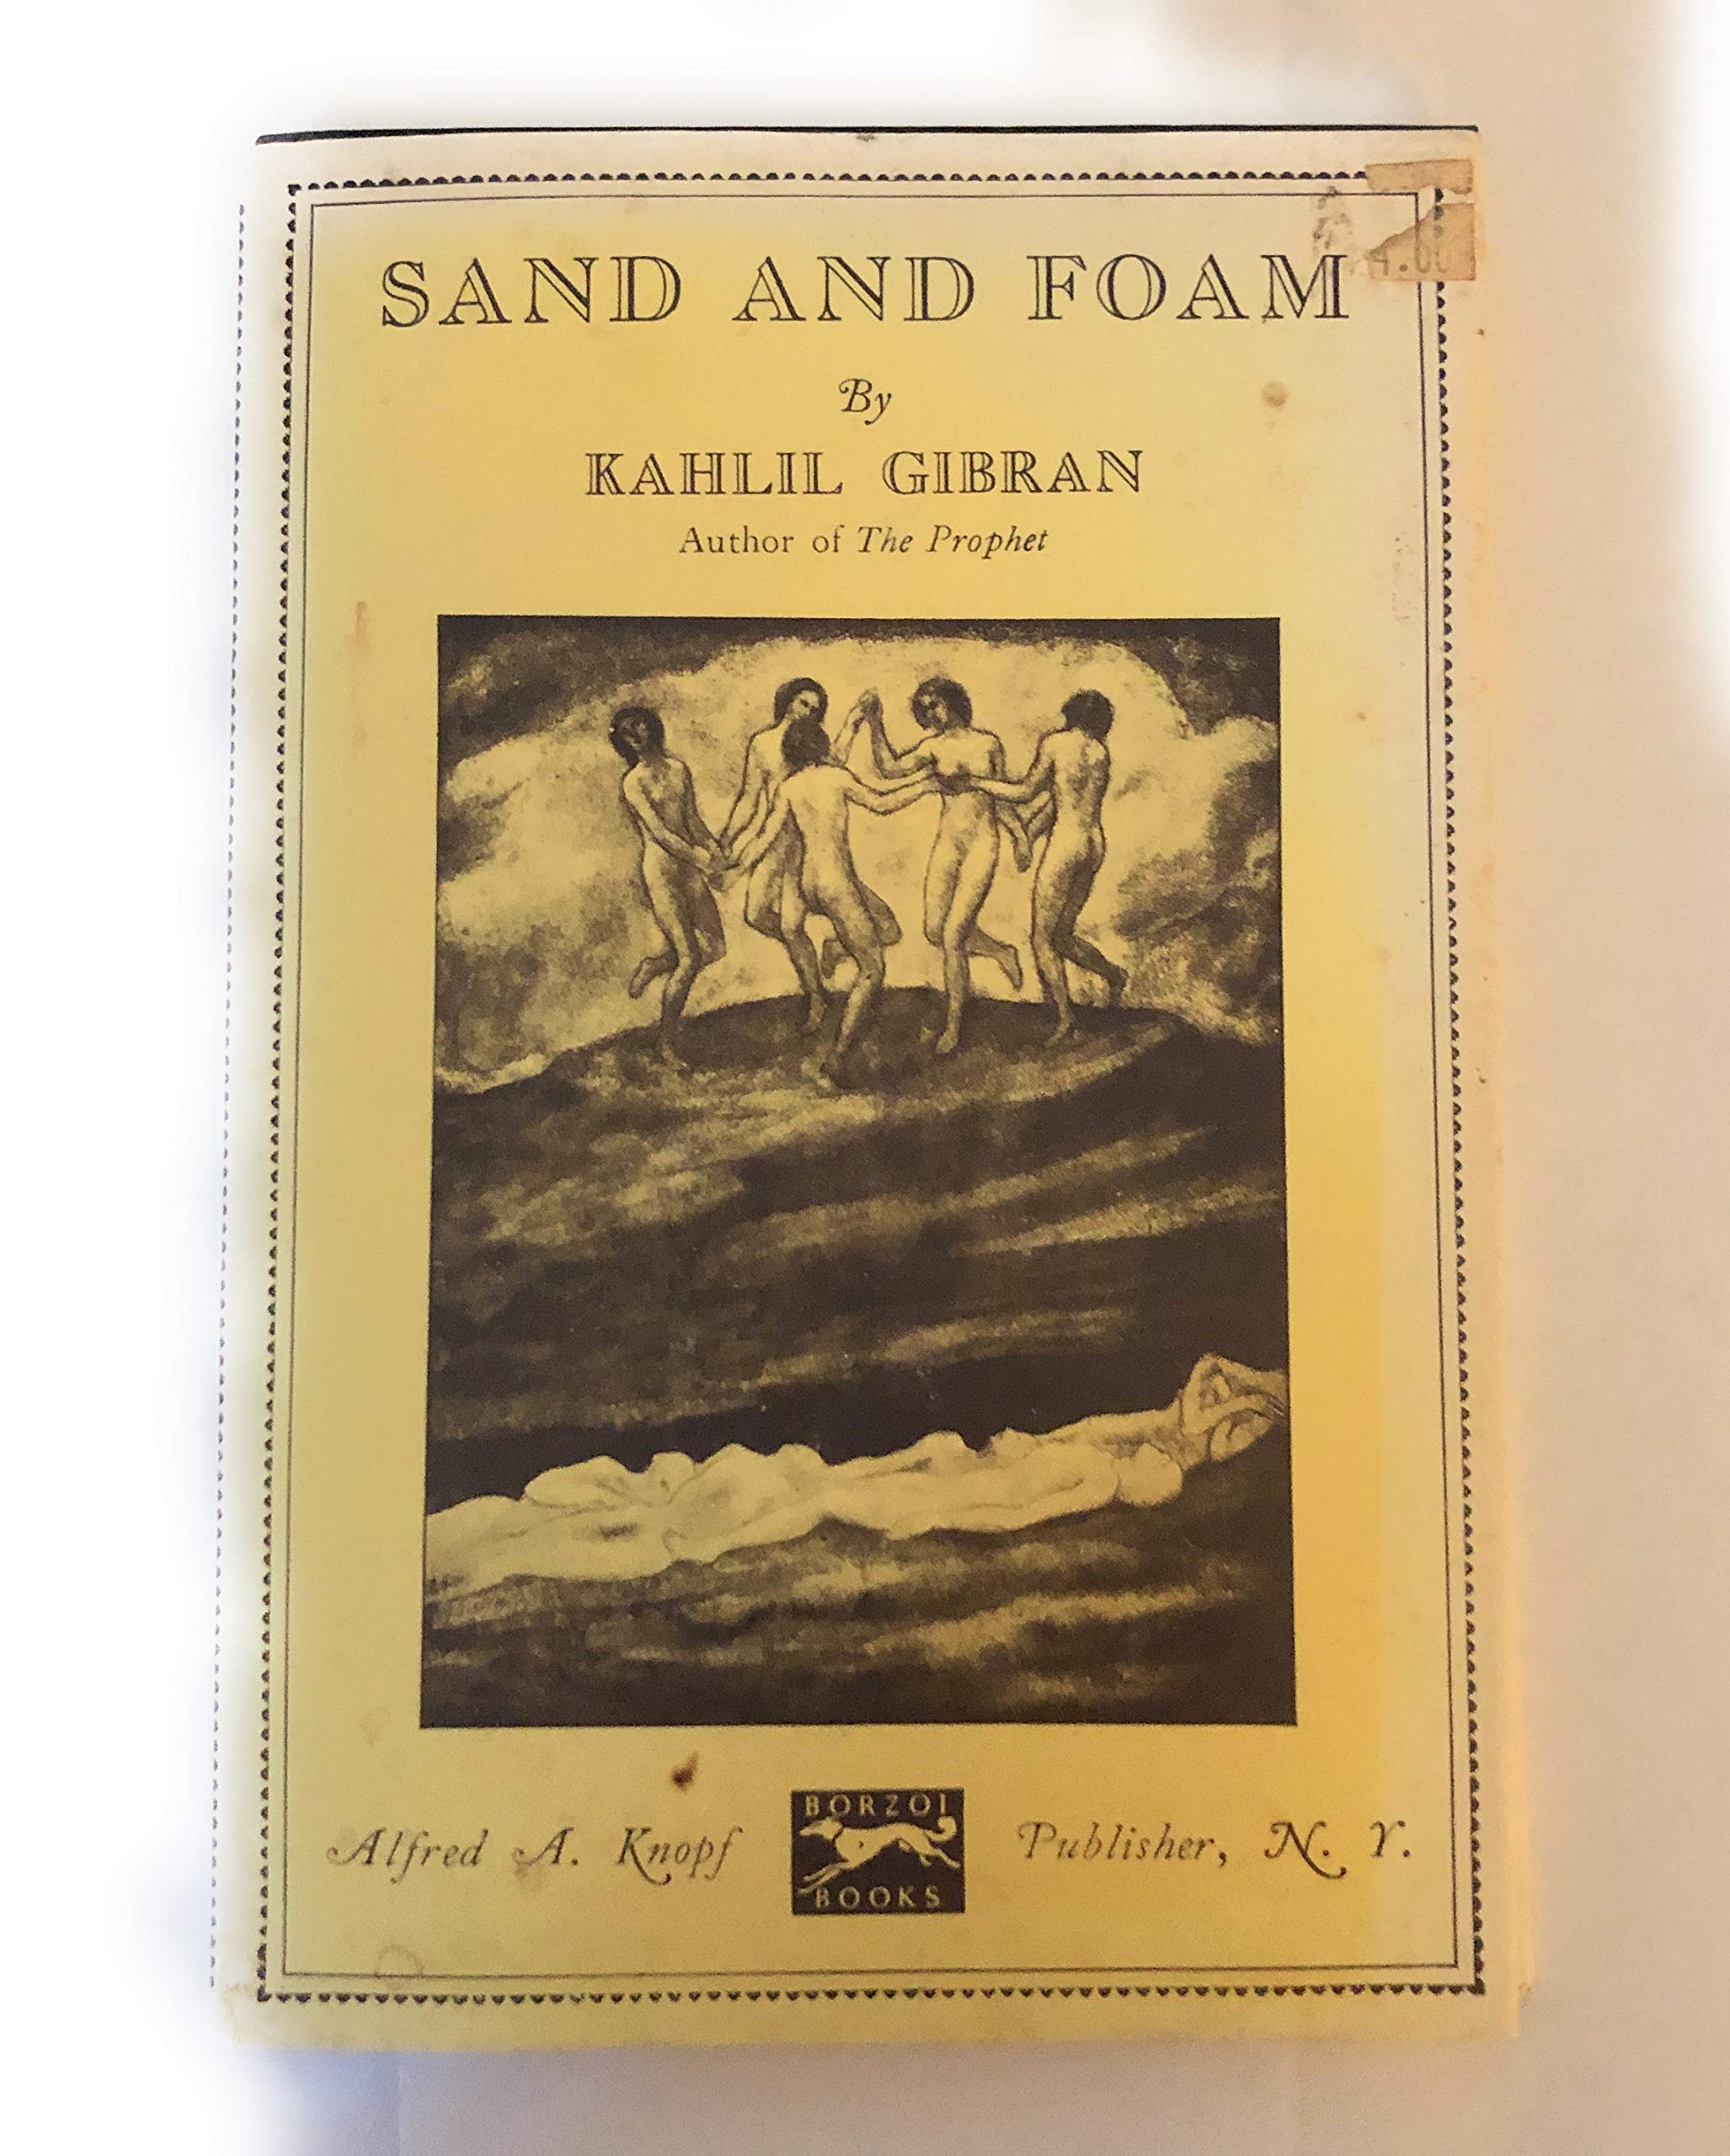 SAND AND FOAM
By
KAHLIL GIBRAN
Author of The Prophet
Alfred A. Knopf
BORZOI
BOOKS
Publisher, N. Y.